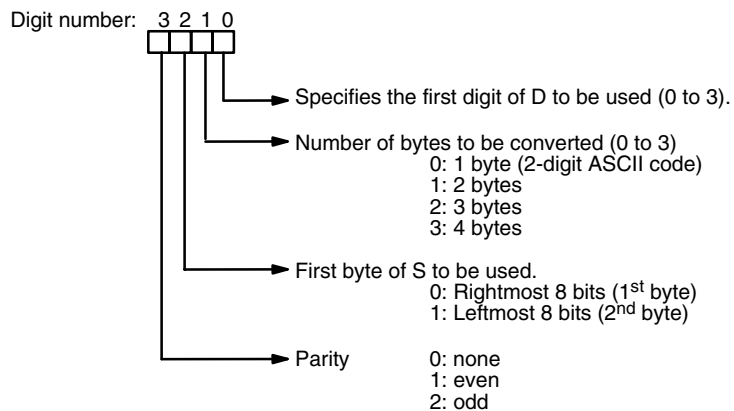 Digit number: 3 2 1 0
Specifies the first digit of D to be used (0 to 3).
Number of bytes to be converted (0 to 3)
0: 1 byte (2-digit ASCII code)
1: 2 bytes
2: 3 bytes
3: 4 bytes
First byte of S to be used.
0: Rightmost 8 bits (1st byte)
1: Leftmost 8 bits (2nd byte)
Parity 0: none
1: even
2: odd